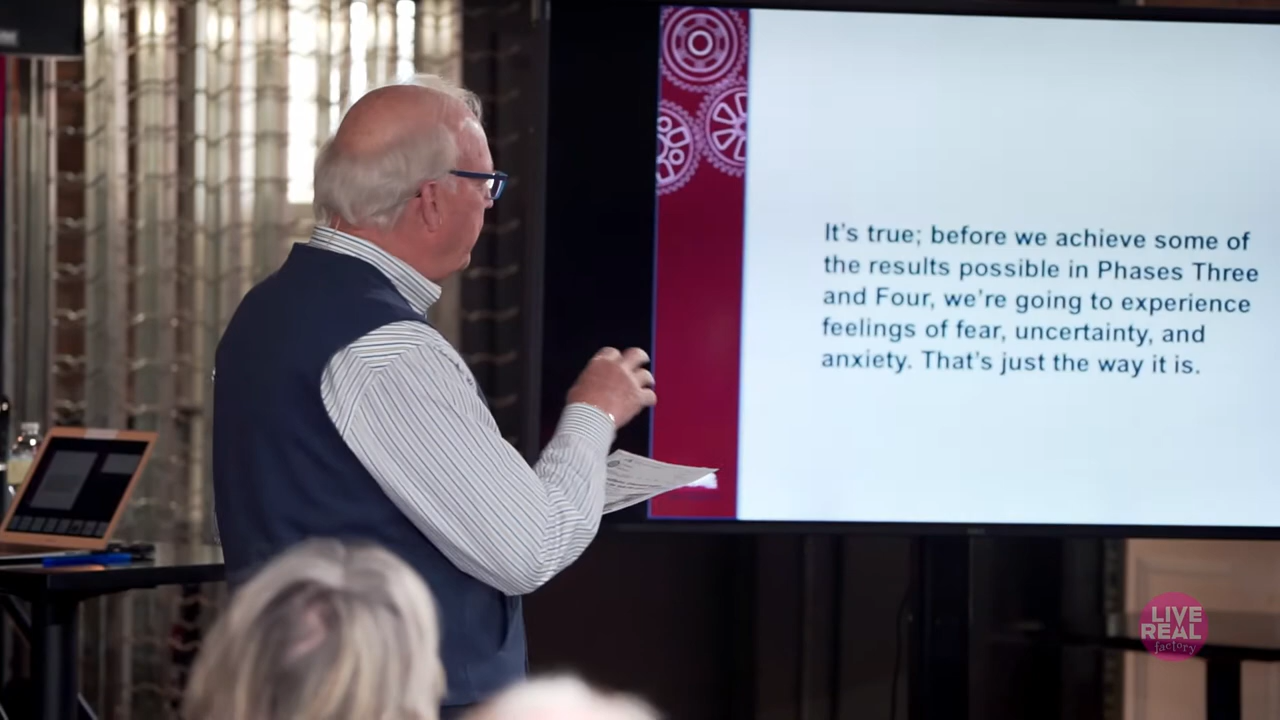 It's true; before we achieve some of
the results possible in Phases Three
and Four, we're going to experience
feelings of fear, uncertainty, and
anxiety. That's just the way it is.
LIVE
REAL
factory